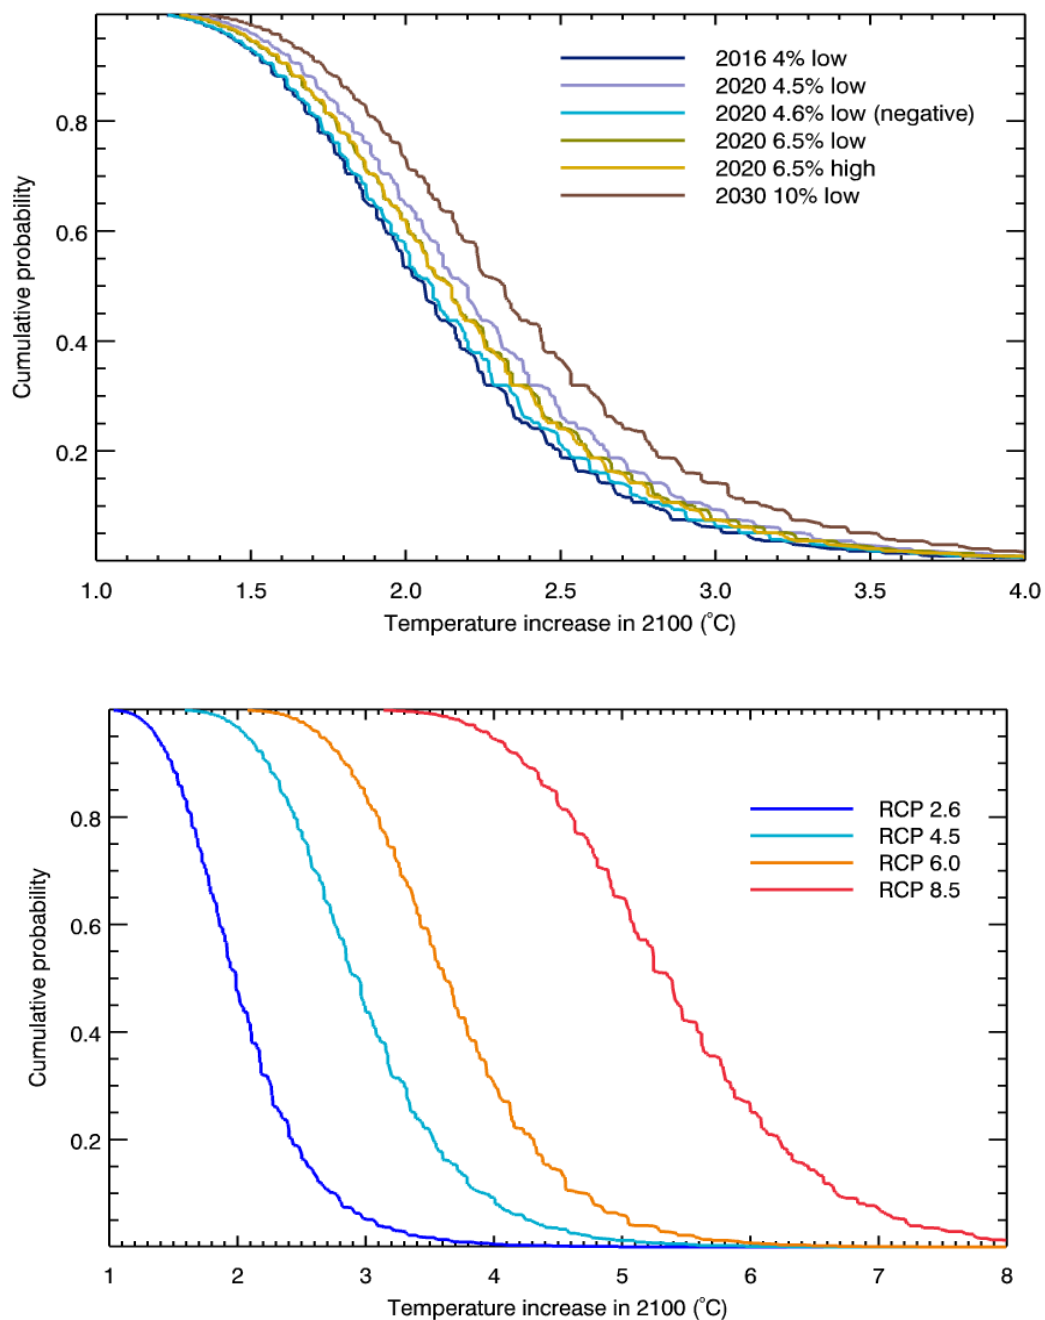 2016 4% low
2020 4.5% low
2020 4.6% low (negative)
2020 6.5% low
2020 6.5% high
2030 10% low
Cumulative probability
0.8
0.6
0.4
0.2
1.0 1.5 2.0 2.5 3.0 3.5 4.0
Temperature increase in 2100 (°C)
RCP 2.6
RCP 4.5
RCP 6.0
RCP 8.5
Cumulative probability
0.8
0.6
0.4
0.2
1 2 3 4 5 6 7 8
Temperature increase in 2100 (°C)